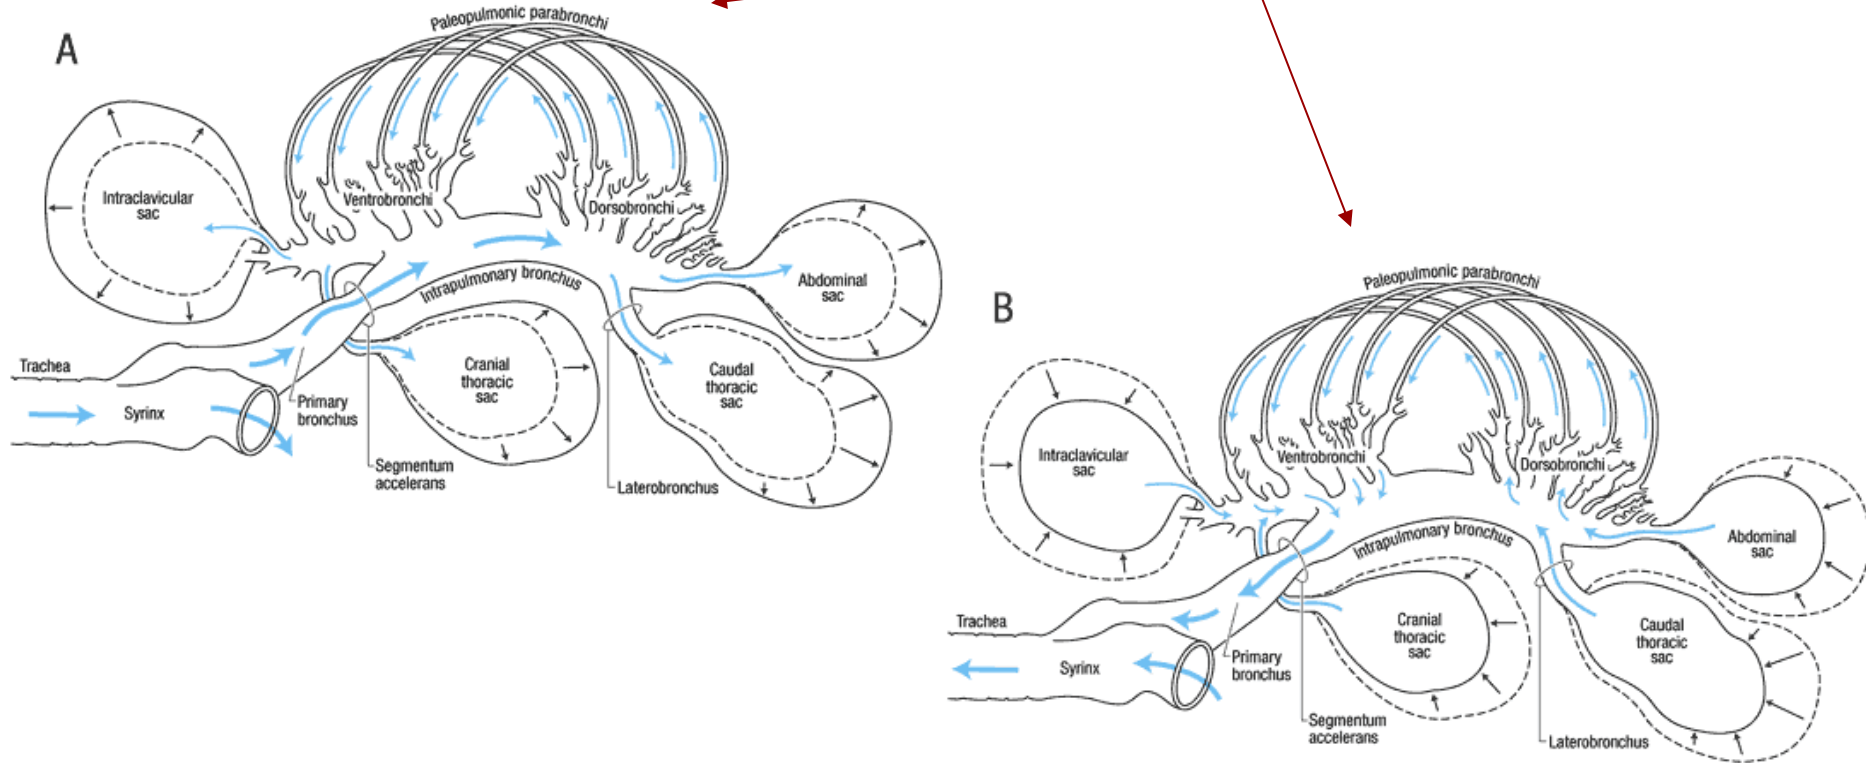 A
Paleopulmonic parabronchi
Intraclavicular
sac
Ventrobronchi
Dorsobronchi
Abdominal
sac
Intrapulmonary bronchus
Trachea
Syrinx
Primary
bronchus
Cranial
thoracic
sac
Caudal
thoracic
sac
Segmentum
accelerans
Laterobronchus
B
Paleopulmonic parabronchi
Intraclavicular
sac
Ventrobronchi
Dorsobronchi
Abdominal
sac
Intrapulmonary bronchus
Trachea
Syrinx
Primary
bronchus
Cranial
thoracic
sac
Caudal
thoracic
sac
Segmentum
accelerans
Laterobronchus